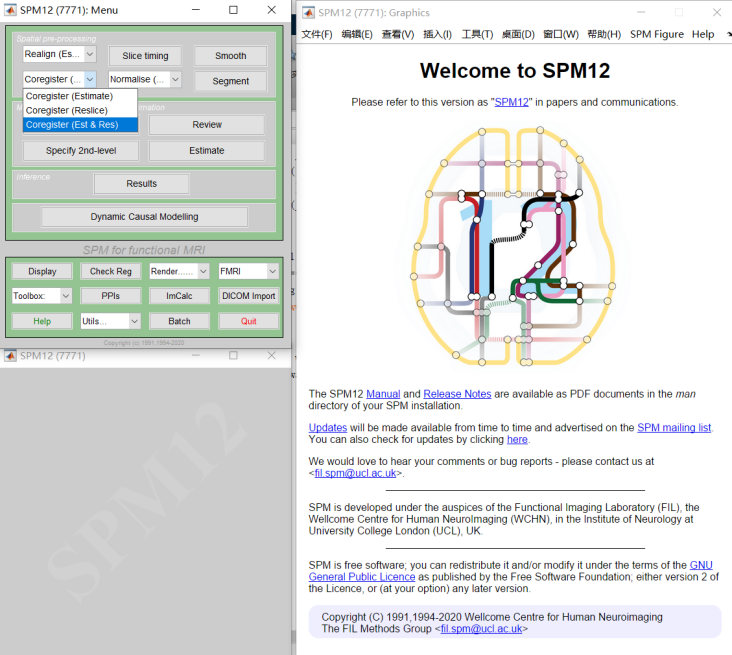 SPM12 (7771): Menu
Spatial pre-processing
Realign (Es...
Slice timing
Smooth
Coregister (...
Normalise (...
Segment
Coregister (Estimate)
Coregister (Reslice)
Coregister (Est & Res)
Review
Specify 2nd-level
Estimate
Inference
Results
Dynamic Causal Modelling
SPM for functional MRI
Display
Check Reg
Render......
FMRI
Toolbox:
PPIs
ImCalc
DICOM Import
Help
Utils...
Batch
Quit
Copyright (c) 1991,1994-2020
SPM12 (7771)
SPM12
SPM12 (7771): Graphics
文件(F) 编辑(E) 查看(V) 插入(I) 工具(T) 桌面(D) 窗口(W) 帮助(H) SPM Figure Help
Welcome to SPM12
Please refer to this version as "SPM12" in papers and communications.
The SPM12 Manual and Release Notes are available as PDF documents in the man
directory of your SPM installation.
Updates will be made available from time to time and advertised on the SPM mailing list.
You can also check for updates by clicking here.
We would love to hear your comments or bug reports - please contact us at
<fil.spm@ucl.ac.uk>.
SPM is developed under the auspices of the Functional Imaging Laboratory (FIL), the
Wellcome Centre for Human NeuroImaging (WCHN), in the Institute of Neurology at
University College London (UCL), UK.
SPM is free software; you can redistribute it and/or modify it under the terms of the GNU
General Public Licence as published by the Free Software Foundation; either version 2 of
the Licence, or (at your option) any later version.
Copyright (C) 1991,1994-2020 Wellcome Centre for Human Neuroimaging
The FIL Methods Group <fil.spm@ucl.ac.uk>